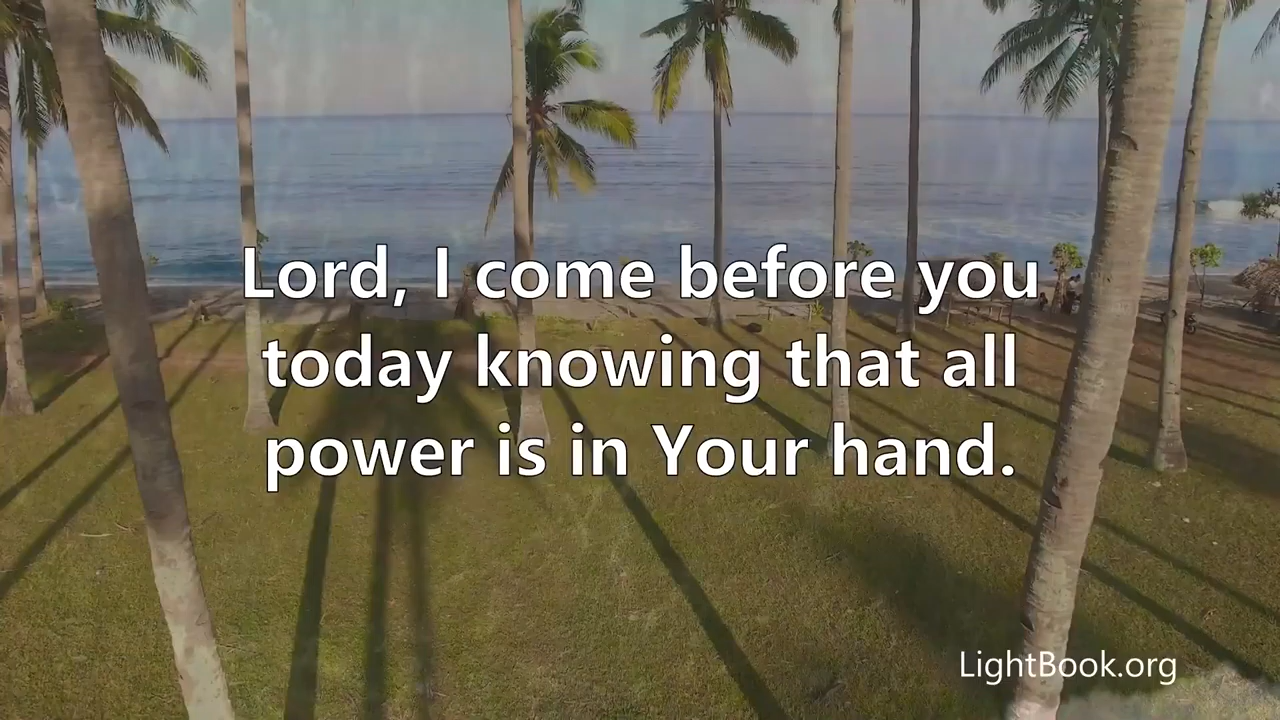 Lord, I come before you
today knowing that all
power is in Your hand.
LightBook.org